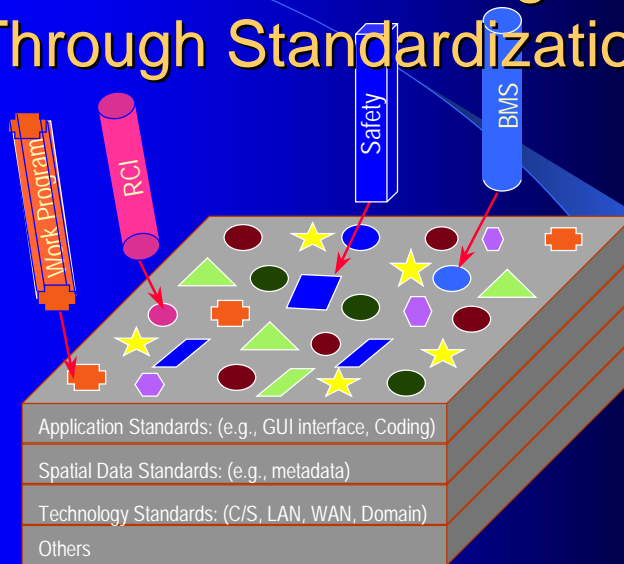 Through Standardizatio
Work Program
RCI
Safety
BMS
Application Standards: (e.g., GUI interface, Coding)
Spatial Data Standards: (e.g., metadata)
Technology Standards: (C/S, LAN, WAN, Domain)
Others